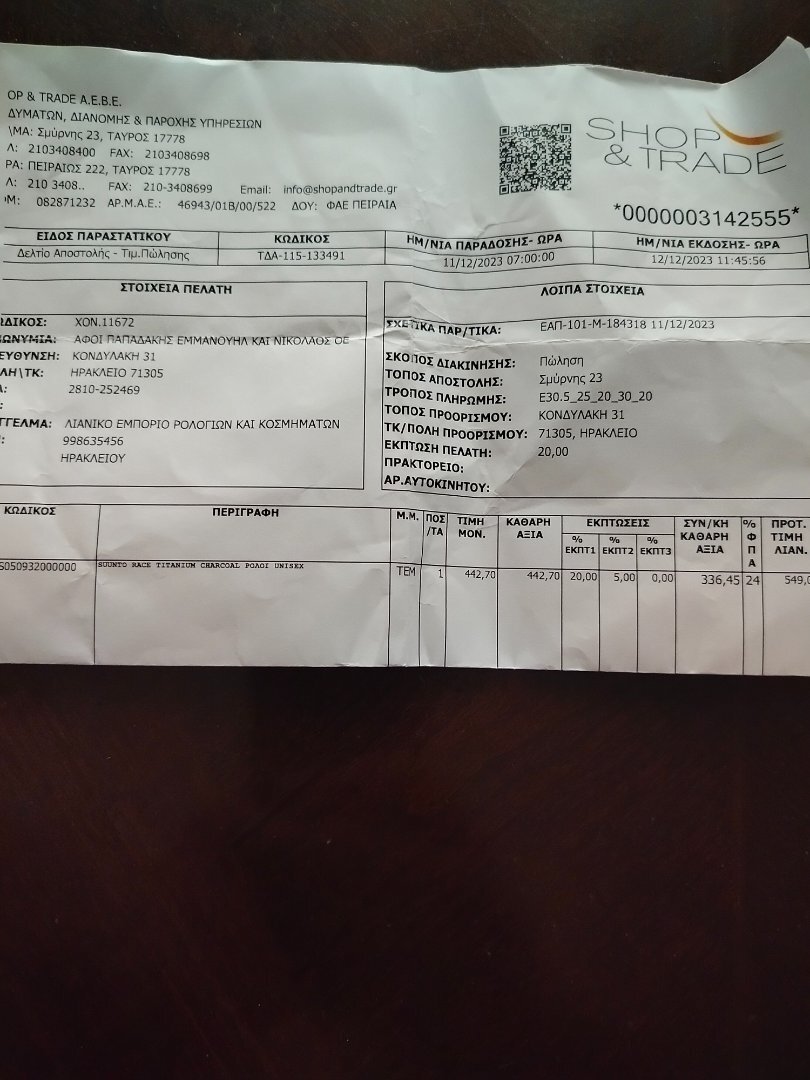 OP & TRADE Α.Ε.Β.Ε.
ΔΥΜΑΤΩΝ, ΔΙΑΝΟΜΗΣ & ΠΑΡΟΧΗΣ ΥΠΗΡΕΣΙΩΝ
ΜΑ: Σμύρνης 23, ΤΑΥΡΟΣ 17778
Λ: 2103408400 FAX: 2103408698
ΡΑ: ΠΕΙΡΑΙΩΣ 222, ΤΑΥΡΟΣ 17778
Λ: 210 3408.. FAX: 210-3408699 Email: info@shopandtrade.gr
Μ: 082871232 ΑΡ.Μ.Α.Ε.: 46943/01Β/00/522 ΔΟΥ: ΦΑΕ ΠΕΙΡΑΙΑ
SHOP
& TRADE
*0000003142555*
ΕΙΔΟΣ ΠΑΡΑΣΤΑΤΙΚΟΥ ΚΩΔΙΚΟΣ ΗΜ/ΝΙΑ ΠΑΡΑΔΟΣΗΣ- ΩΡΑ ΗΜ/ΝΙΑ ΕΚΔΟΣΗΣ- ΩΡΑ
Δελτίο Αποστολής - Τιμ.Πώλησης ΤΔΑ-115-133491 11/12/2023 07:00:00 12/12/2023 11:45:56
ΣΤΟΙΧΕΙΑ ΠΕΛΑΤΗ
ΙΔΙΚΟΣ: ΧΟΝ.11672
ΩΝΥΜΙΑ: ΑΦΟΙ ΠΑΠΑΔΑΚΗΣ ΕΜΜΑΝΟΥΗΛ ΚΑΙ ΝΙΚΟΛΑΟΣ ΟΕ
ΕΥΘΥΝΣΗ: ΚΟΝΔΥΛΑΚΗ 31
ΛΗ\ΤΚ: ΗΡΑΚΛΕΙΟ 71305
: 2810-252469
:
ΓΓΕΛΜΑ: ΛΙΑΝΙΚΟ ΕΜΠΟΡΙΟ ΡΟΛΟΓΙΩΝ ΚΑΙ ΚΟΣΜΗΜΑΤΩΝ
: 998635456
ΗΡΑΚΛΕΙΟΥ
ΛΟΙΠΑ ΣΤΟΙΧΕΙΑ
ΣΧΕΤΙΚΑ ΠΑΡ/ΤΙΚΑ: ΕΑΠ-101-Μ-184318 11/12/2023
ΣΚΟΠΟΣ ΔΙΑΚΙΝΗΣΗΣ: Πώληση
ΤΟΠΟΣ ΑΠΟΣΤΟΛΗΣ: Σμύρνης 23
ΤΡΟΠΟΣ ΠΛΗΡΩΜΗΣ: Ε30.5_25_20_30_20
ΤΟΠΟΣ ΠΡΟΟΡΙΣΜΟΥ: ΚΟΝΔΥΛΑΚΗ 31
ΤΚ/ΠΟΛΗ ΠΡΟΟΡΙΣΜΟΥ: 71305, ΗΡΑΚΛΕΙΟ
ΕΚΠΤΩΣΗ ΠΕΛΑΤΗ: 20,00
ΠΡΑΚΤΟΡΕΙΟ:
ΑΡ.ΑΥΤΟΚΙΝΗΤΟΥ:
ΚΩΔΙΚΟΣ ΠΕΡΙΓΡΑΦΗ Μ.Μ. ΠΟΣ/ΤΑ ΤΙΜΗ ΜΟΝ. ΚΑΘΑΡΗ ΑΞΙΑ ΕΚΠΤΩΣΕΙΣ ΣΥΝ/ΚΗ ΚΑΘΑΡΗ ΑΞΙΑ % Φ Π Α ΠΡΟΤ. ΤΙΜΗ ΛΙΑΝ.
% ΕΚΠΤ1 % ΕΚΠΤ2 % ΕΚΠΤ3
S050932000000 SUUNTO RACE TITANIUM CHARCOAL ΡΟΛΟΙ UNISEX ΤΕΜ 1 442,70 442,70 20,00 5,00 0,00 336,45 24 549,0